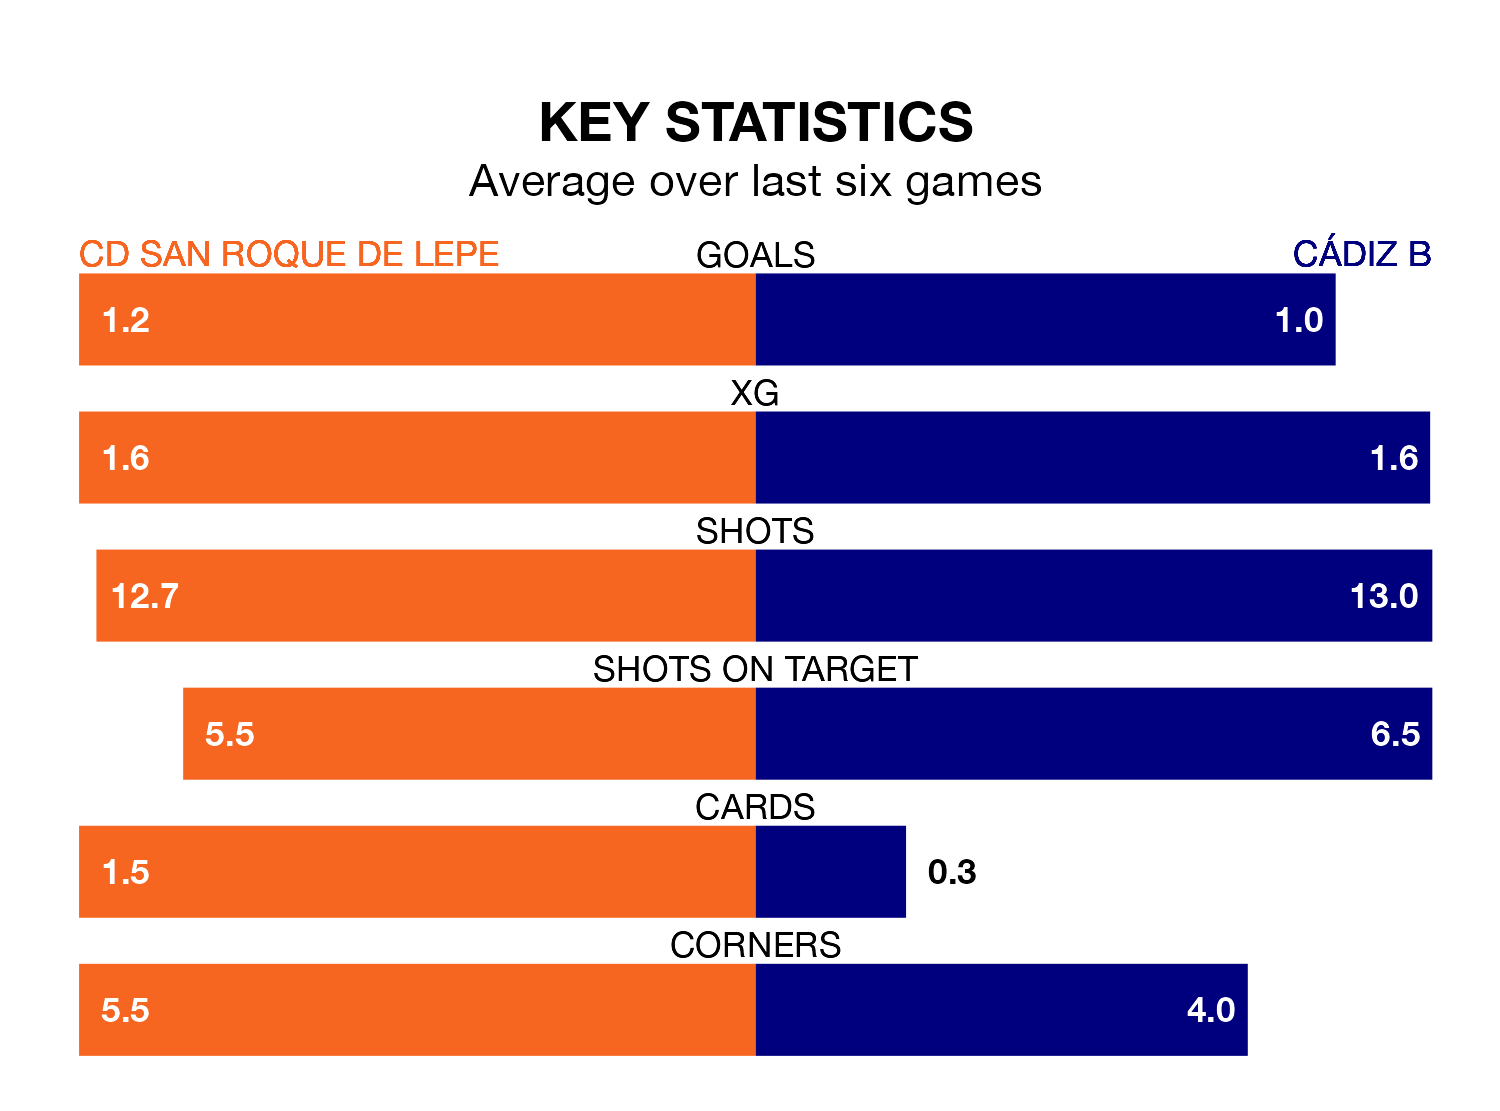 KEY STATISTICS
Average over last six games
CD SAN ROQUE DE LEPE GOALS CÁDIZ B
1.2 1.0
XG
1.6 1.6
SHOTS
12.7 13.0
SHOTS ON TARGET
5.5 6.5
CARDS
1.5 0.3
CORNERS
5.5 4.0